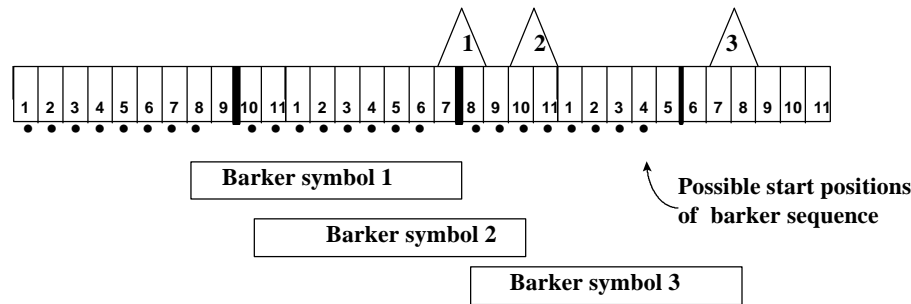 1 2 3
1 2 3 4 5 6 7 8 9 10 11 1 2 3 4 5 6 7 8 9 10 11 1 2 3 4 5 6 7 8 9 10 11
Barker symbol 1
Possible start positions
of barker sequence
Barker symbol 2
Barker symbol 3